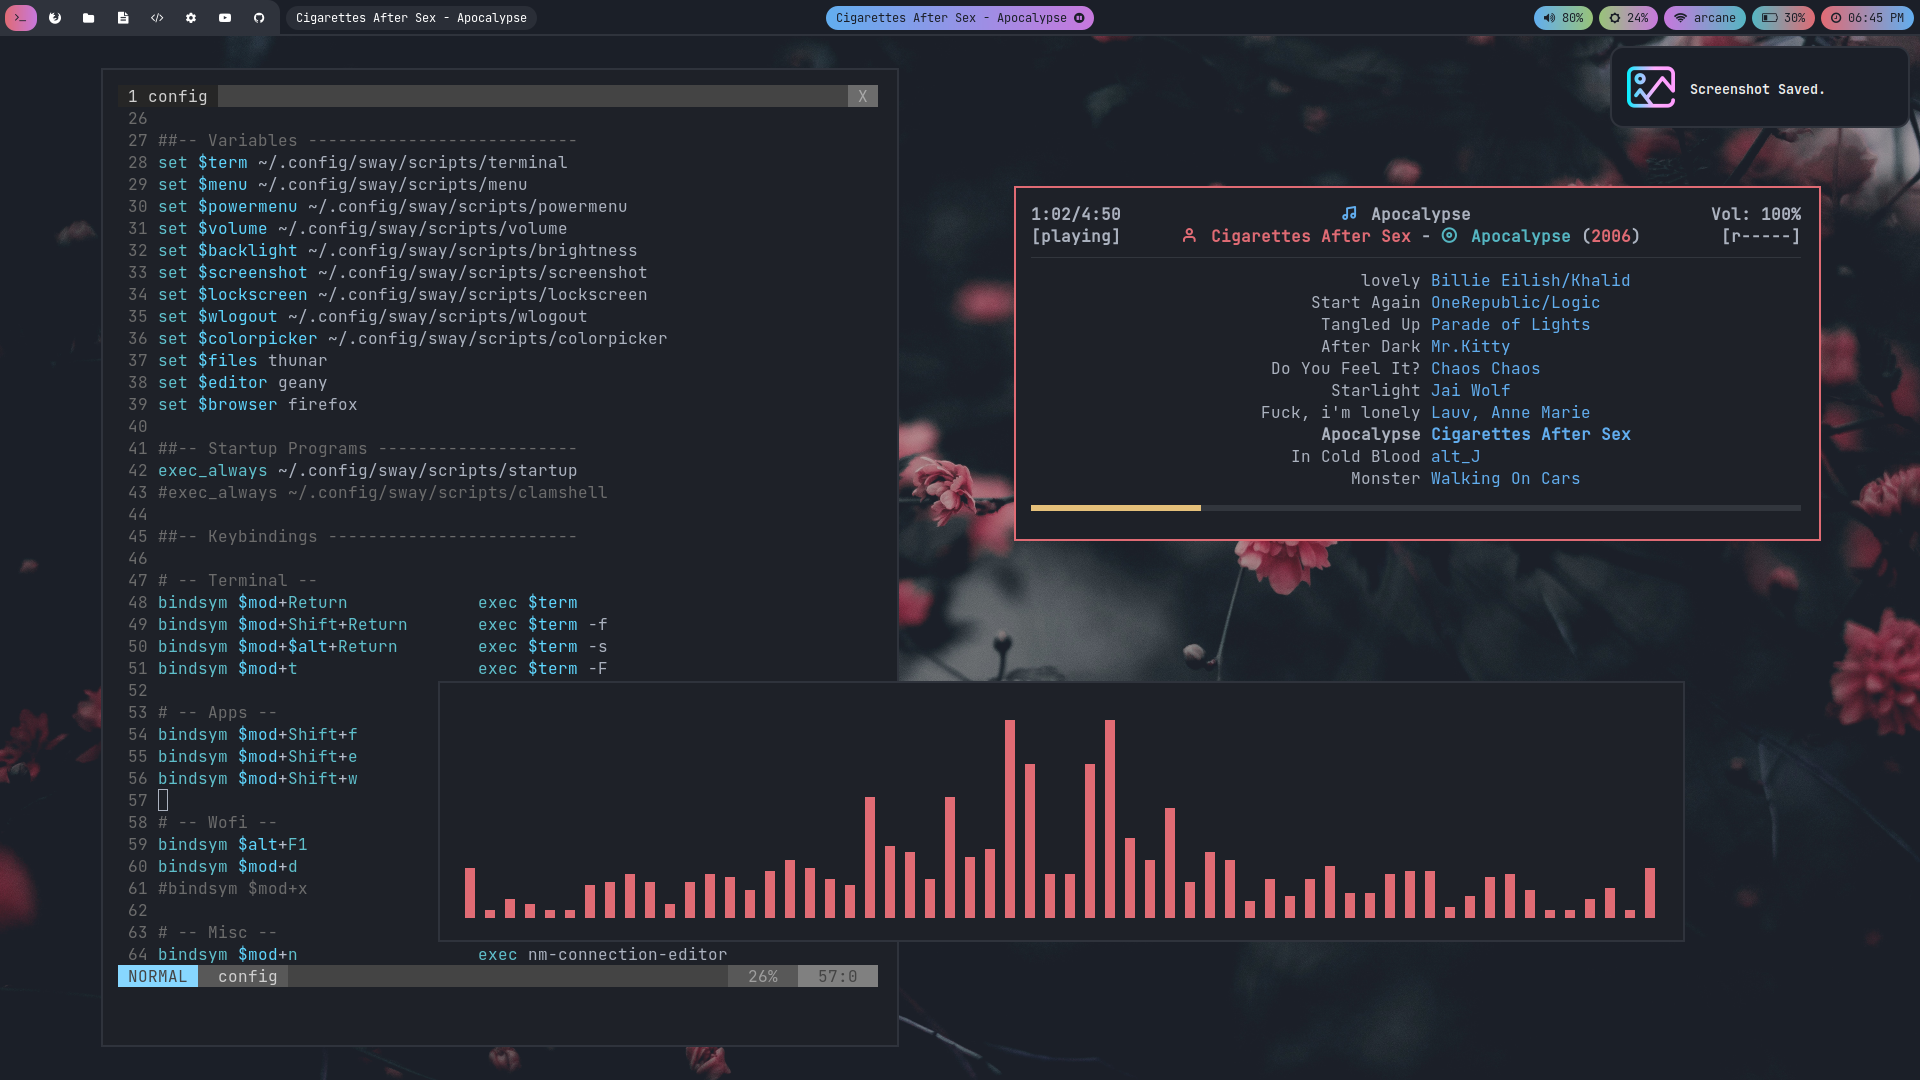 Cigarettes After Sex - Apocalypse
Cigarettes After Sex - Apocalypse
80% 24% arcane 30% 06:45 PM
Screenshot Saved.
1 config X
26
27 ##-- Variables ---------------------------
28 set $term ~/.config/sway/scripts/terminal
29 set $menu ~/.config/sway/scripts/menu
30 set $powermenu ~/.config/sway/scripts/powermenu
31 set $volume ~/.config/sway/scripts/volume
32 set $backlight ~/.config/sway/scripts/brightness
33 set $screenshot ~/.config/sway/scripts/screenshot
34 set $lockscreen ~/.config/sway/scripts/lockscreen
35 set $wlogout ~/.config/sway/scripts/wlogout
36 set $colorpicker ~/.config/sway/scripts/colorpicker
37 set $files thunar
38 set $editor geany
39 set $browser firefox
40
41 ##-- Startup Programs --------------------
42 exec_always ~/.config/sway/scripts/startup
43 #exec_always ~/.config/sway/scripts/clamshell
44
45 ##-- Keybindings -------------------------
46
47 # -- Terminal --
48 bindsym $mod+Return exec $term
49 bindsym $mod+Shift+Return exec $term -f
50 bindsym $mod+$alt+Return exec $term -s
51 bindsym $mod+t exec $term -F
52
53 # -- Apps --
54 bindsym $mod+Shift+f
55 bindsym $mod+Shift+e
56 bindsym $mod+Shift+w
57
58 # -- Wofi --
59 bindsym $alt+F1
60 bindsym $mod+d
61 #bindsym $mod+x
62
63 # -- Misc --
64 bindsym $mod+n exec nm-connection-editor
NORMAL config 26% 57:0
1:02/4:50 Apocalypse Vol: 100%
[playing] Cigarettes After Sex - Apocalypse (2006) [r-----]
lovely Billie Eilish/Khalid
Start Again OneRepublic/Logic
Tangled Up Parade of Lights
After Dark Mr.Kitty
Do You Feel It? Chaos Chaos
Starlight Jai Wolf
Fuck, i'm lonely Lauv, Anne Marie
Apocalypse Cigarettes After Sex
In Cold Blood alt_J
Monster Walking On Cars